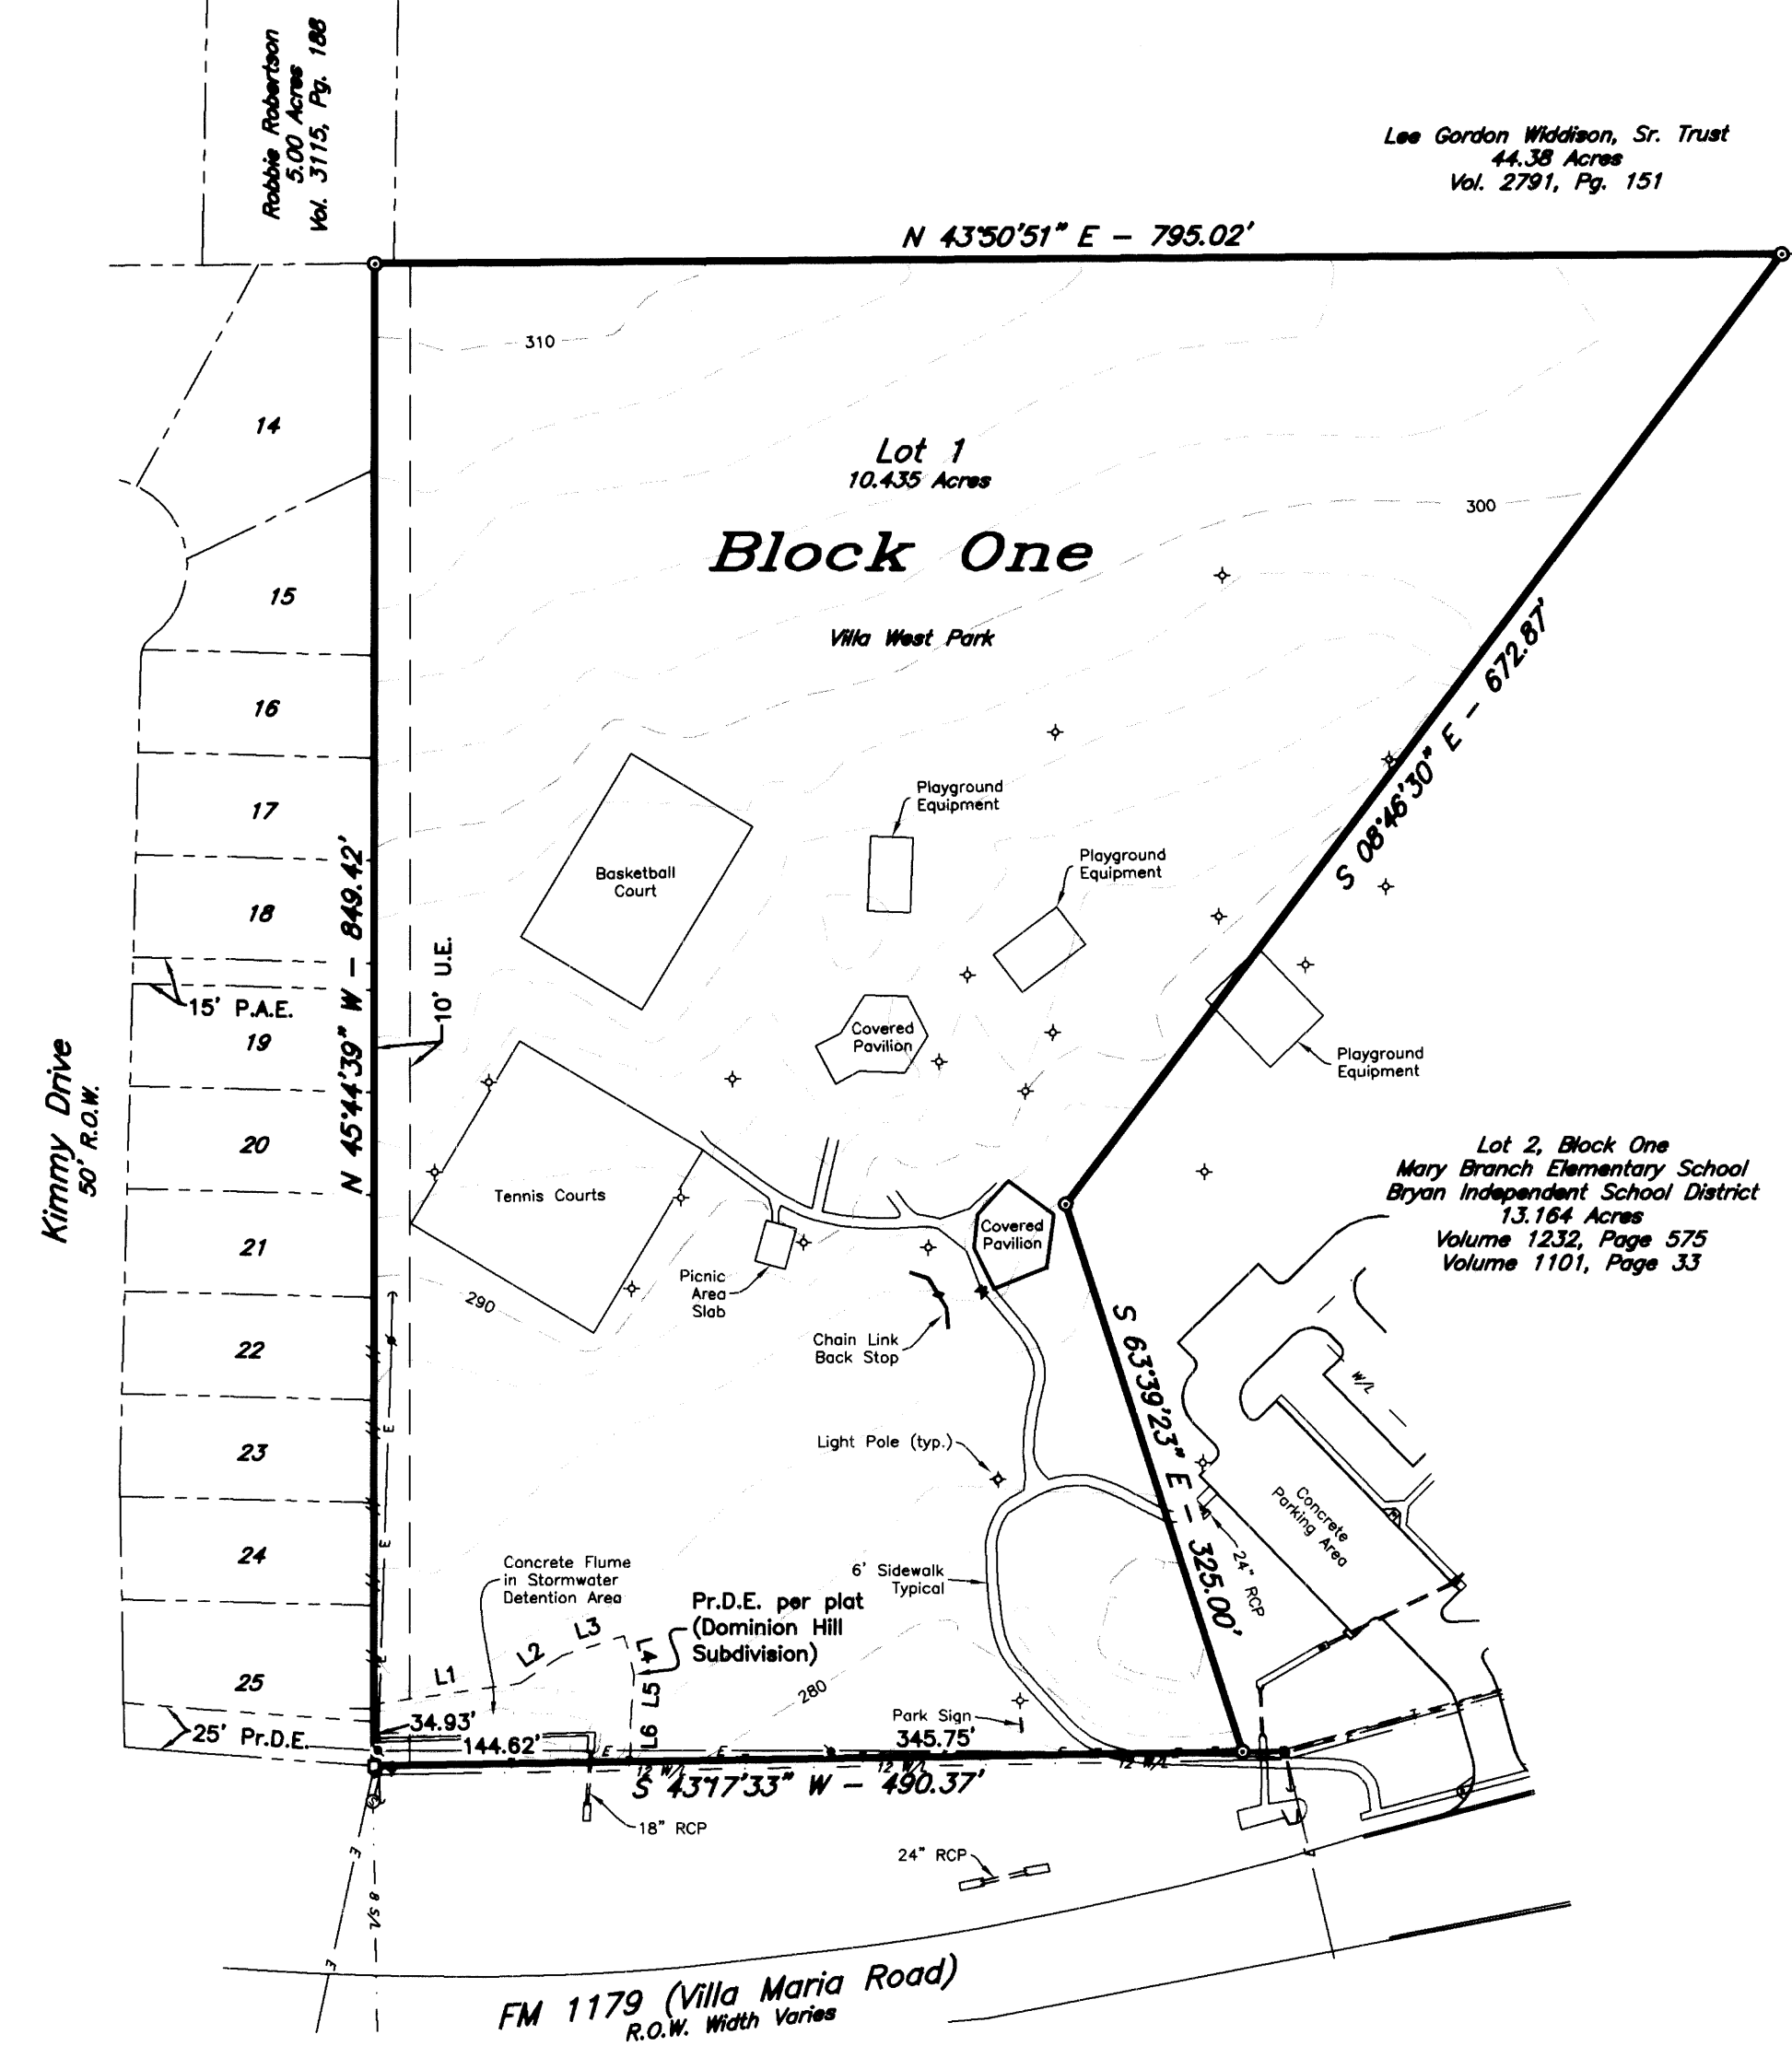 Robbie Robertson
5.00 Acres
Vol. 3115, Pg. 188
Lee Gordon Widdison, Sr. Trust
44.38 Acres
Vol. 2791, Pg. 151
N 43°50'51" E - 795.02'
310
14
Lot 1
10.435 Acres
300
Block One
15
Villa West Park
S 08°46'30" E - 672.87'
16
17
Playground
Equipment
Basketball
Court
Playground
Equipment
18
N 45°44'39" W - 849.42'
10' U.E.
15' P.A.E.
19
Covered
Pavilion
Playground
Equipment
Kimmy Drive
50' R.O.W.
20
Tennis Courts
Lot 2, Block One
Mary Branch Elementary School
Bryan Independent School District
13.164 Acres
Volume 1232, Page 575
Volume 1101, Page 33
21
Covered
Pavilion
Picnic
Area
Slab
290
22
Chain Link
Back Stop
S 63°39'23" E - 325.00'
W/L
23
E
Light Pole (typ.)
Concrete
Parking Area
24
E
Concrete Flume
in Stormwater
Detention Area
6' Sidewalk
Typical
24" RCP
Pr.D.E. per plat
(Dominion Hill
Subdivision)
L1
L2
L3
L4
L5
L6
25
E
280
25' Pr.D.E.
34.93'
144.62'
Park Sign
345.75'
E
E
12 W/L
12 W/L
12 W/L
S 43°17'33" W - 490.37'
18" RCP
24" RCP
E
8 S/L
E
FM 1179 (Villa Maria Road)
R.O.W. Width Varies